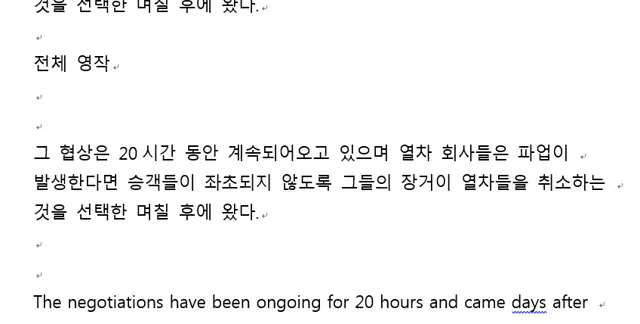 것을 선택한 며칠 후에 왔다.
전체 영작
그 협상은 20시간 동안 계속되어오고 있으며 열차 회사들은 파업이
발생한다면 승객들이 좌초되지 않도록 그들의 장거이 열차들을 취소하는
것을 선택한 며칠 후에 왔다.
The negotiations have been ongoing for 20 hours and came days after